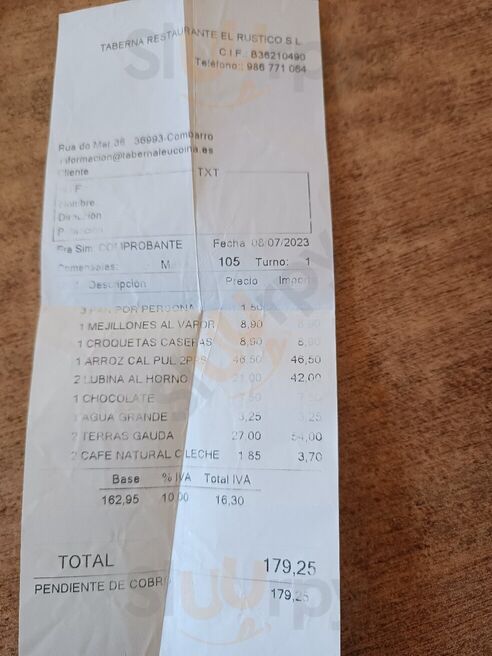 TABERNA RESTAURANTE EL RUSTICO S L
C.I.F.: B36210490
Teléfono:: 986 771 064
Rua do Mar 36 36993-Combarro
informacion@tabernaleucoina.es
Cliente TXT
F
Nombre
Dirección
Fra Sim. COMPROBANTE Fecha 08/07/2023
Comensales: M 105 Turno: 1
Descripción Precio Importe
3 PAN POR PERSONA 1,50
1 MEJILLONES AL VAPOR 8,90 8,90
1 CROQUETAS CASERAS 8,90 8,90
1 ARROZ CAL PUL.2PRS 46,50 46,50
2 LUBINA AL HORNO 21,00 42,00
1 CHOCOLATE 7,50 7,50
1 AGUA GRANDE 3,25 3,25
2 TERRAS GAUDA 27,00 54,00
2 CAFE NATURAL C/LECHE 1,85 3,70
Base % IVA Total IVA
162,95 10,00 16,30
TOTAL 179,25
PENDIENTE DE COBRO 179,25
sluurpy